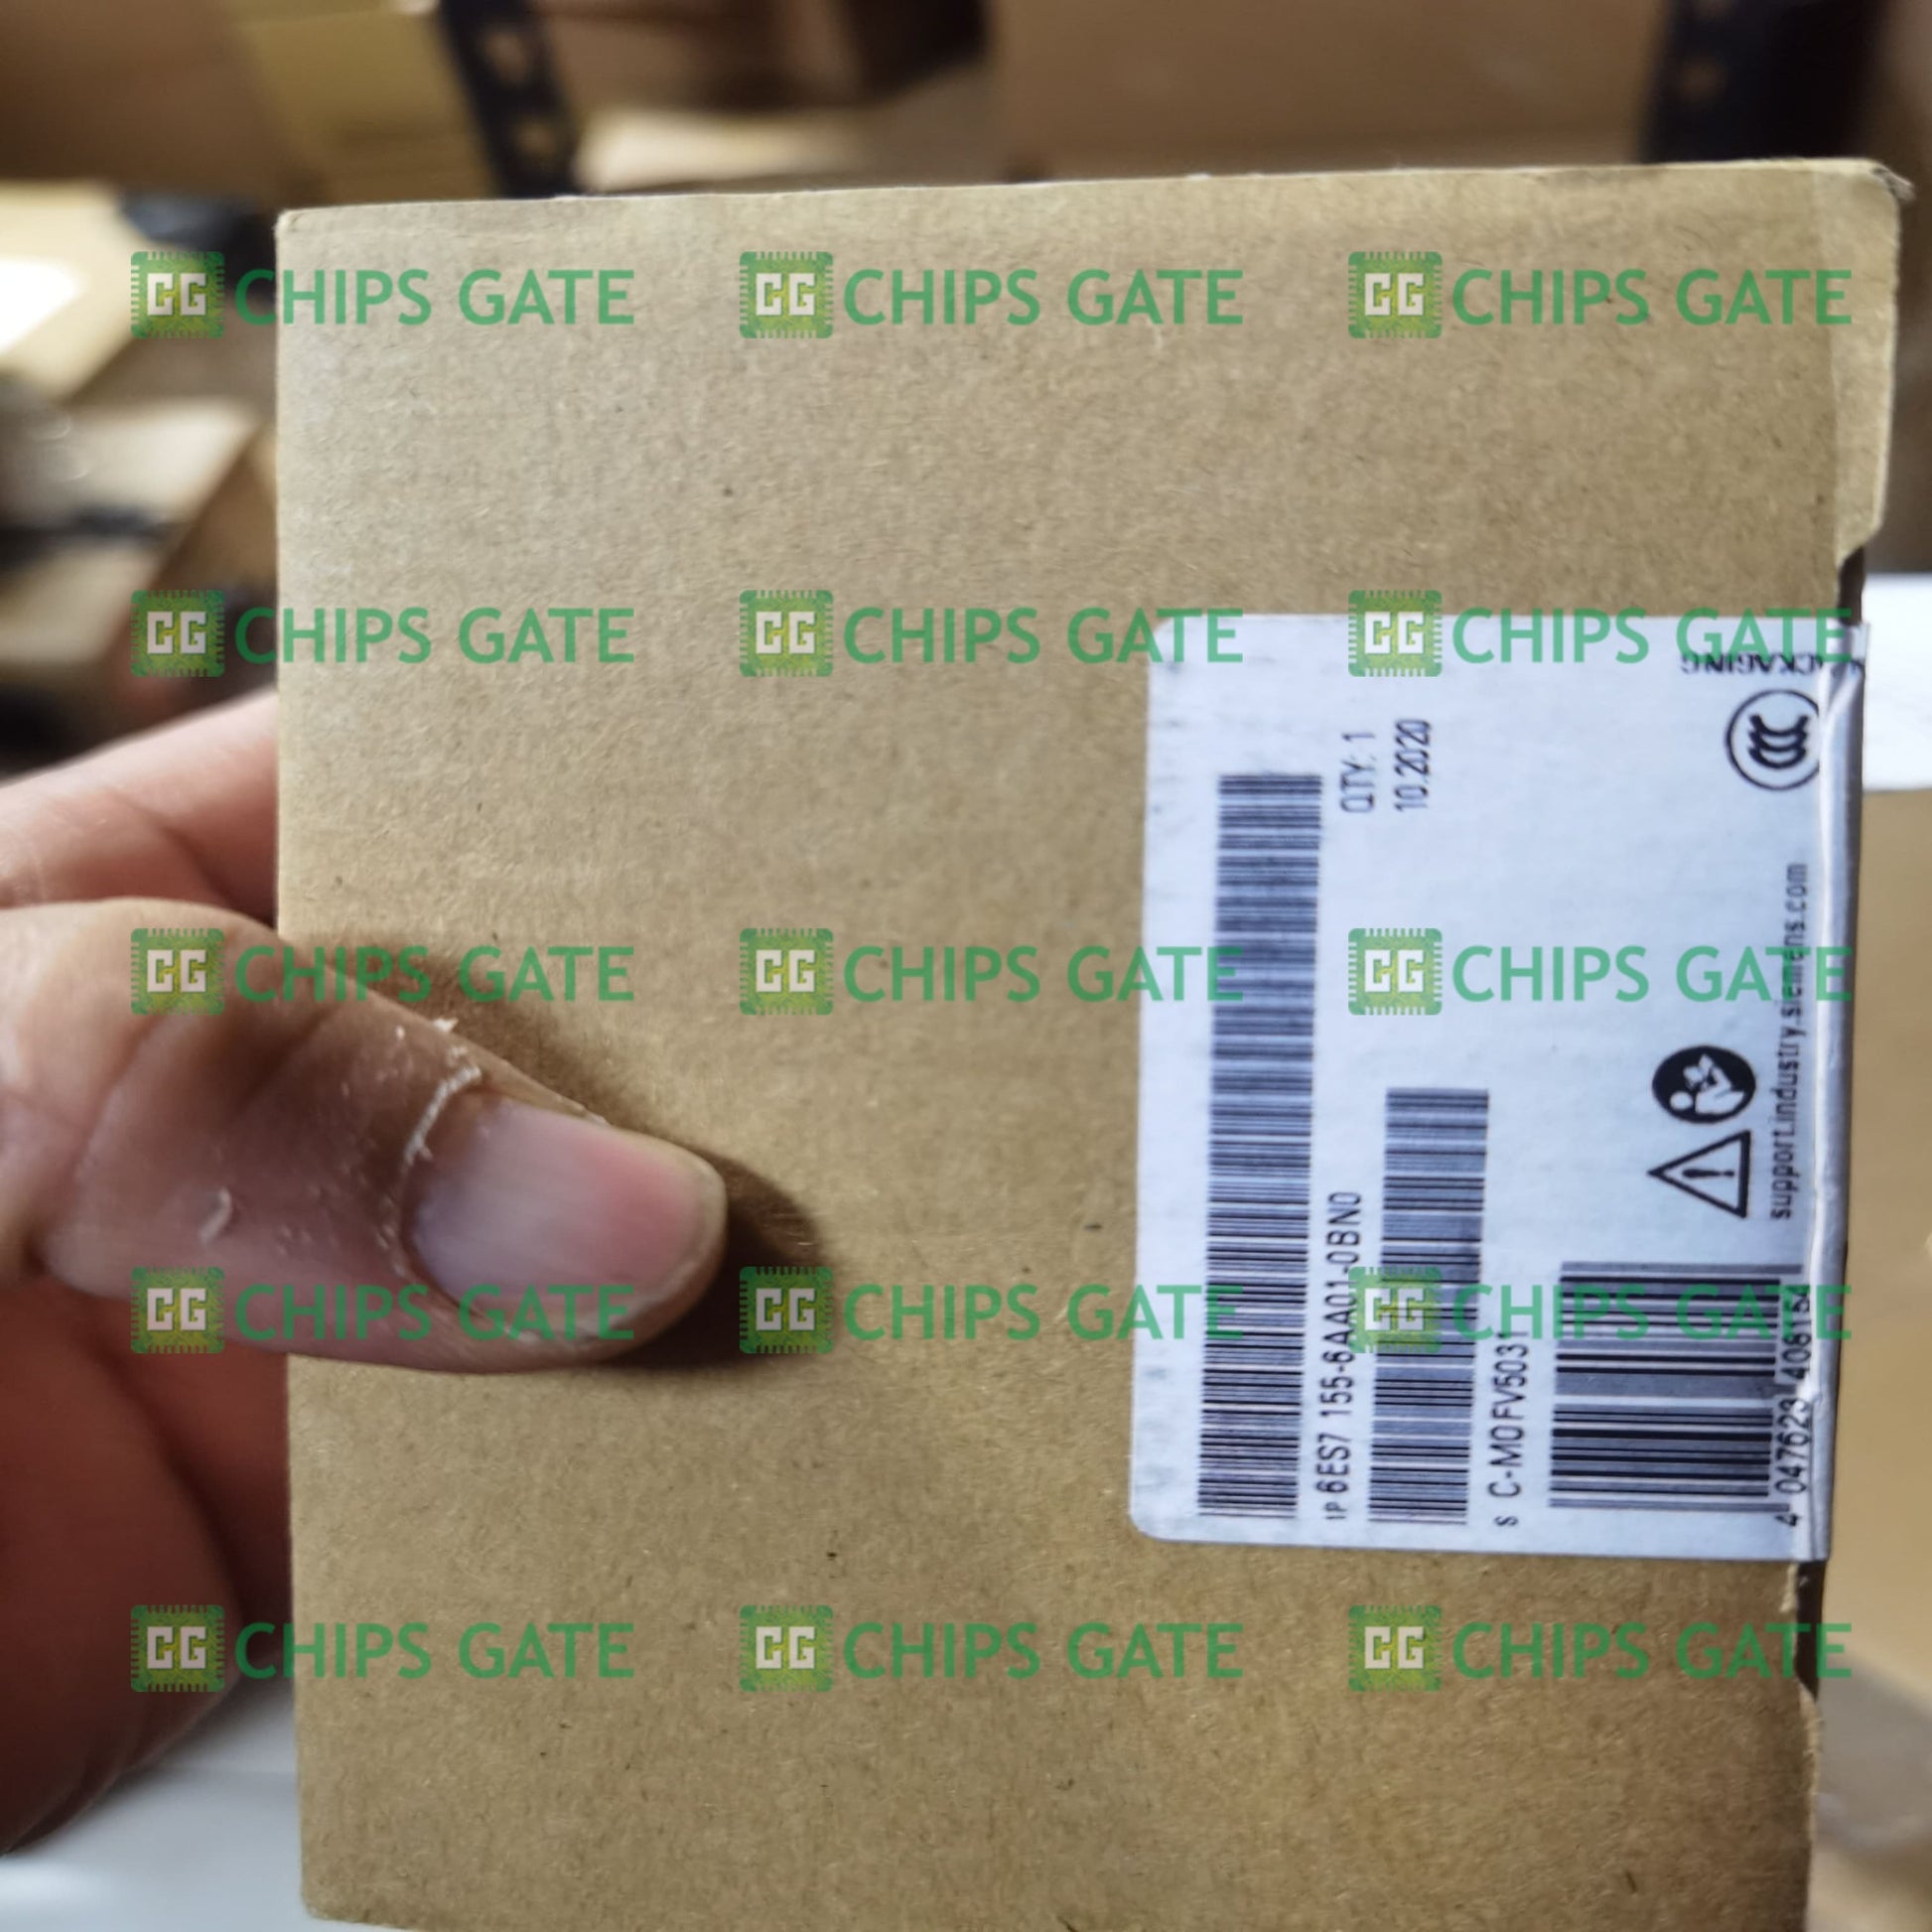 CG CHIPS GATE CG CHIPS GATE CG CHIPS GATE
CG CHIPS GATE CG CHIPS GATE CG CHIPS GATE
CG CHIPS GATE CG CHIPS GATE CG CHIPS GATE
CG CHIPS GATE CG CHIPS GATE CG CHIPS GATE
CG CHIPS GATE CG CHIPS GATE CG CHIPS GATE
1P 6ES7 155-6AA01-0BN0 QTY: 1
10.2020
S C-M0FV5031
support.industry.siemens.com
4 047623 408154